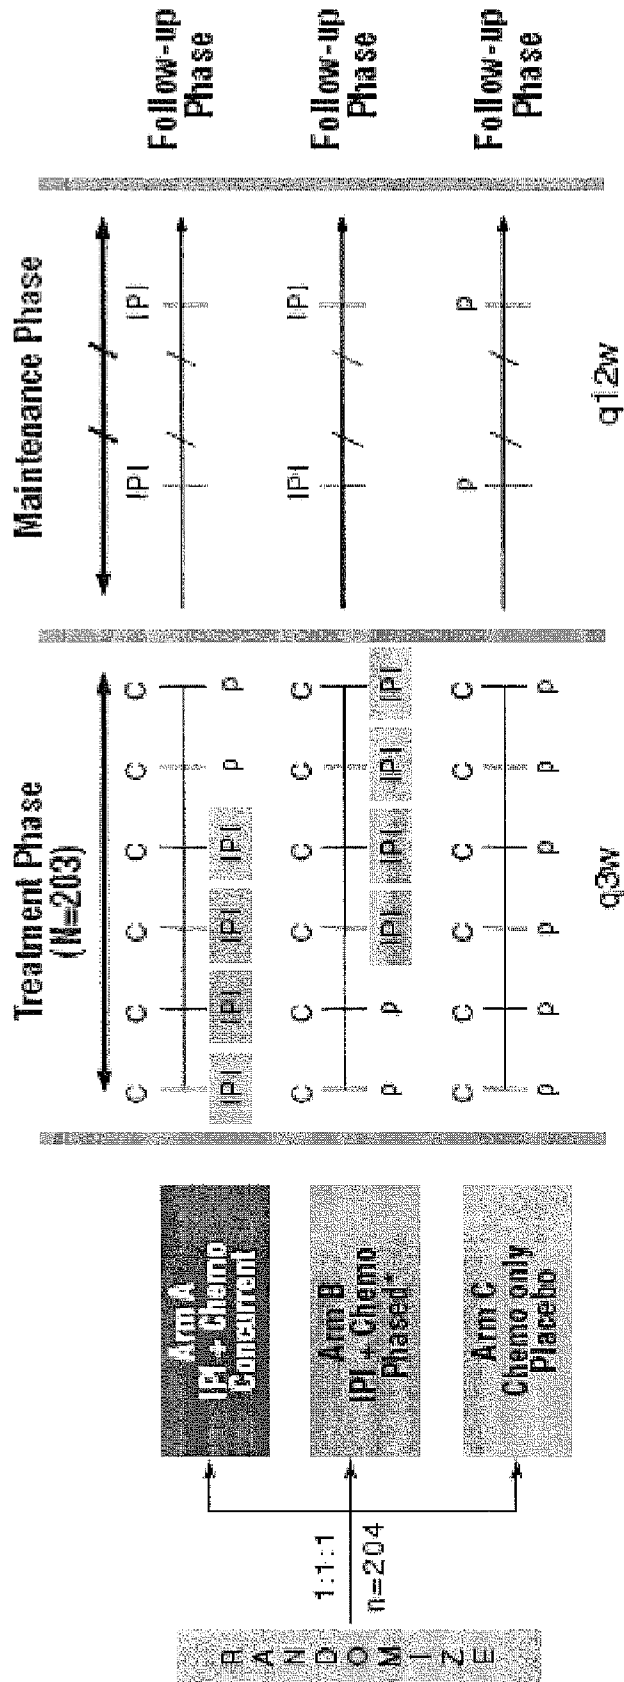 RANDOMIZE
1:1:1
n=204
Arm A
IPI + Chemo
Concurrent
Arm B
IPI + Chemo
Phased*
Arm C
Chemo only
Placebo
Treatment Phase
(N=203)
C C C C C C
IPI IPI IPI IPI P P
C C C C C C
P P IPI IPI IPI IPI
C C C C C C
P P P P P P
q3w
Maintenance Phase
IPI IPI
IPI IPI
P P
q12w
Follow-up
Phase
Follow-up
Phase
Follow-up
Phase